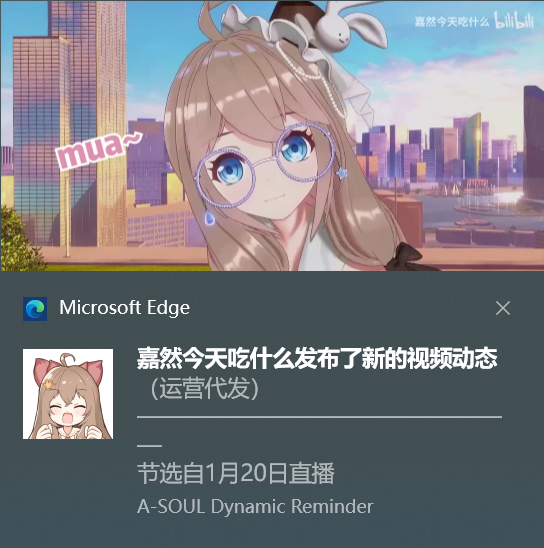 嘉然今天吃什么 bilibili
mua~
Microsoft Edge
嘉然今天吃什么发布了新的视频动态
（运营代发）
—
节选自1月20日直播
A-SOUL Dynamic Reminder